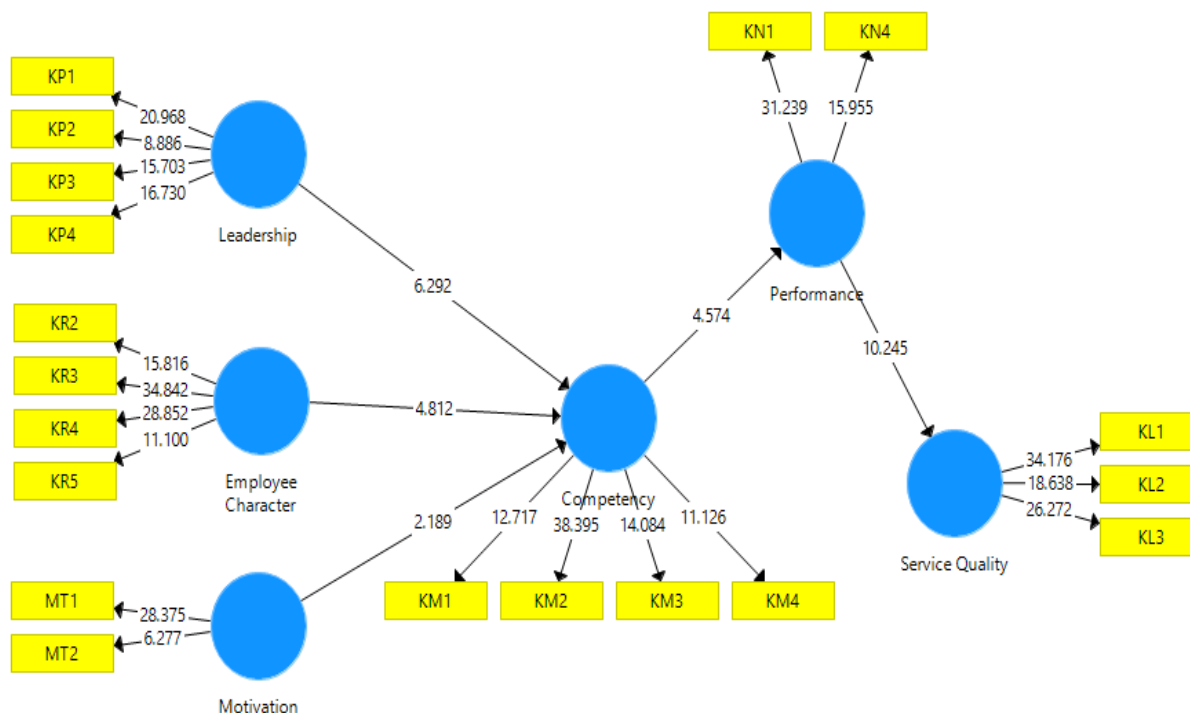 KN1
KN4
KP1
KP2
KP3
KP4
20.968
8.886
15.703
16.730
Leadership
31.239
15.955
Performance
6.292
4.574
10.245
KR2
KR3
KR4
KR5
15.816
34.842
28.852
11.100
Employee
Character
4.812
Competency
2.189
12.717
38.395
14.084
11.126
KM1
KM2
KM3
KM4
KL1
KL2
KL3
34.176
18.638
26.272
Service Quality
MT1
MT2
28.375
6.277
Motivation